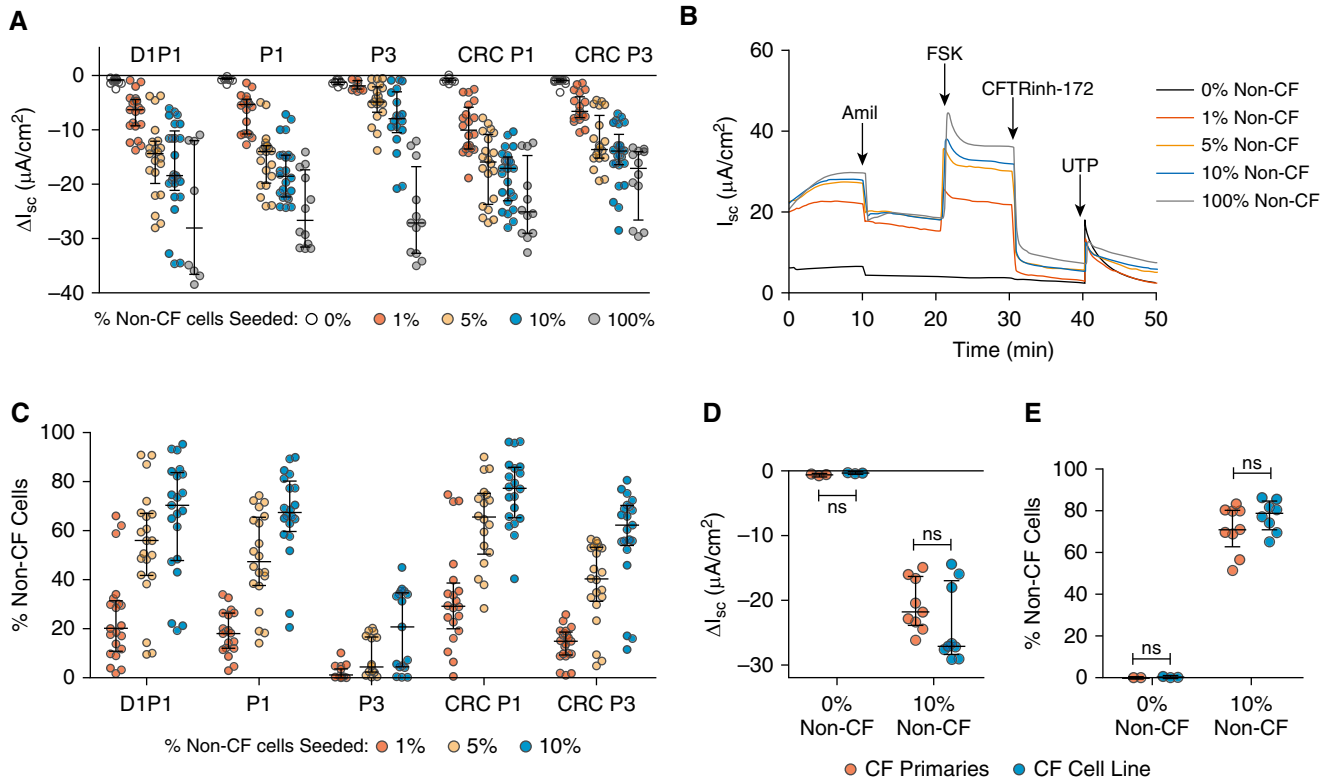 A
D1P1 P1 P3 CRC P1 CRC P3
0
–10
–20
–30
–40
ΔIsc (μA/cm2)
% Non-CF cells Seeded: 0% 1% 5% 10% 100%
B
60
40
20
0
Isc (μA/cm2)
Amil
FSK
CFTRinh-172
UTP
0% Non-CF
1% Non-CF
5% Non-CF
10% Non-CF
100% Non-CF
0 10 20 30 40 50
Time (min)
C
100
80
60
40
20
0
% Non-CF Cells
D1P1 P1 P3 CRC P1 CRC P3
% Non-CF cells Seeded: 1% 5% 10%
D
0
–10
–20
–30
ΔIsc (μA/cm2)
ns
ns
0% 10%
Non-CF Non-CF
E
100
80
60
40
20
0
% Non-CF Cells
ns
ns
0% 10%
Non-CF Non-CF
CF Primaries CF Cell Line